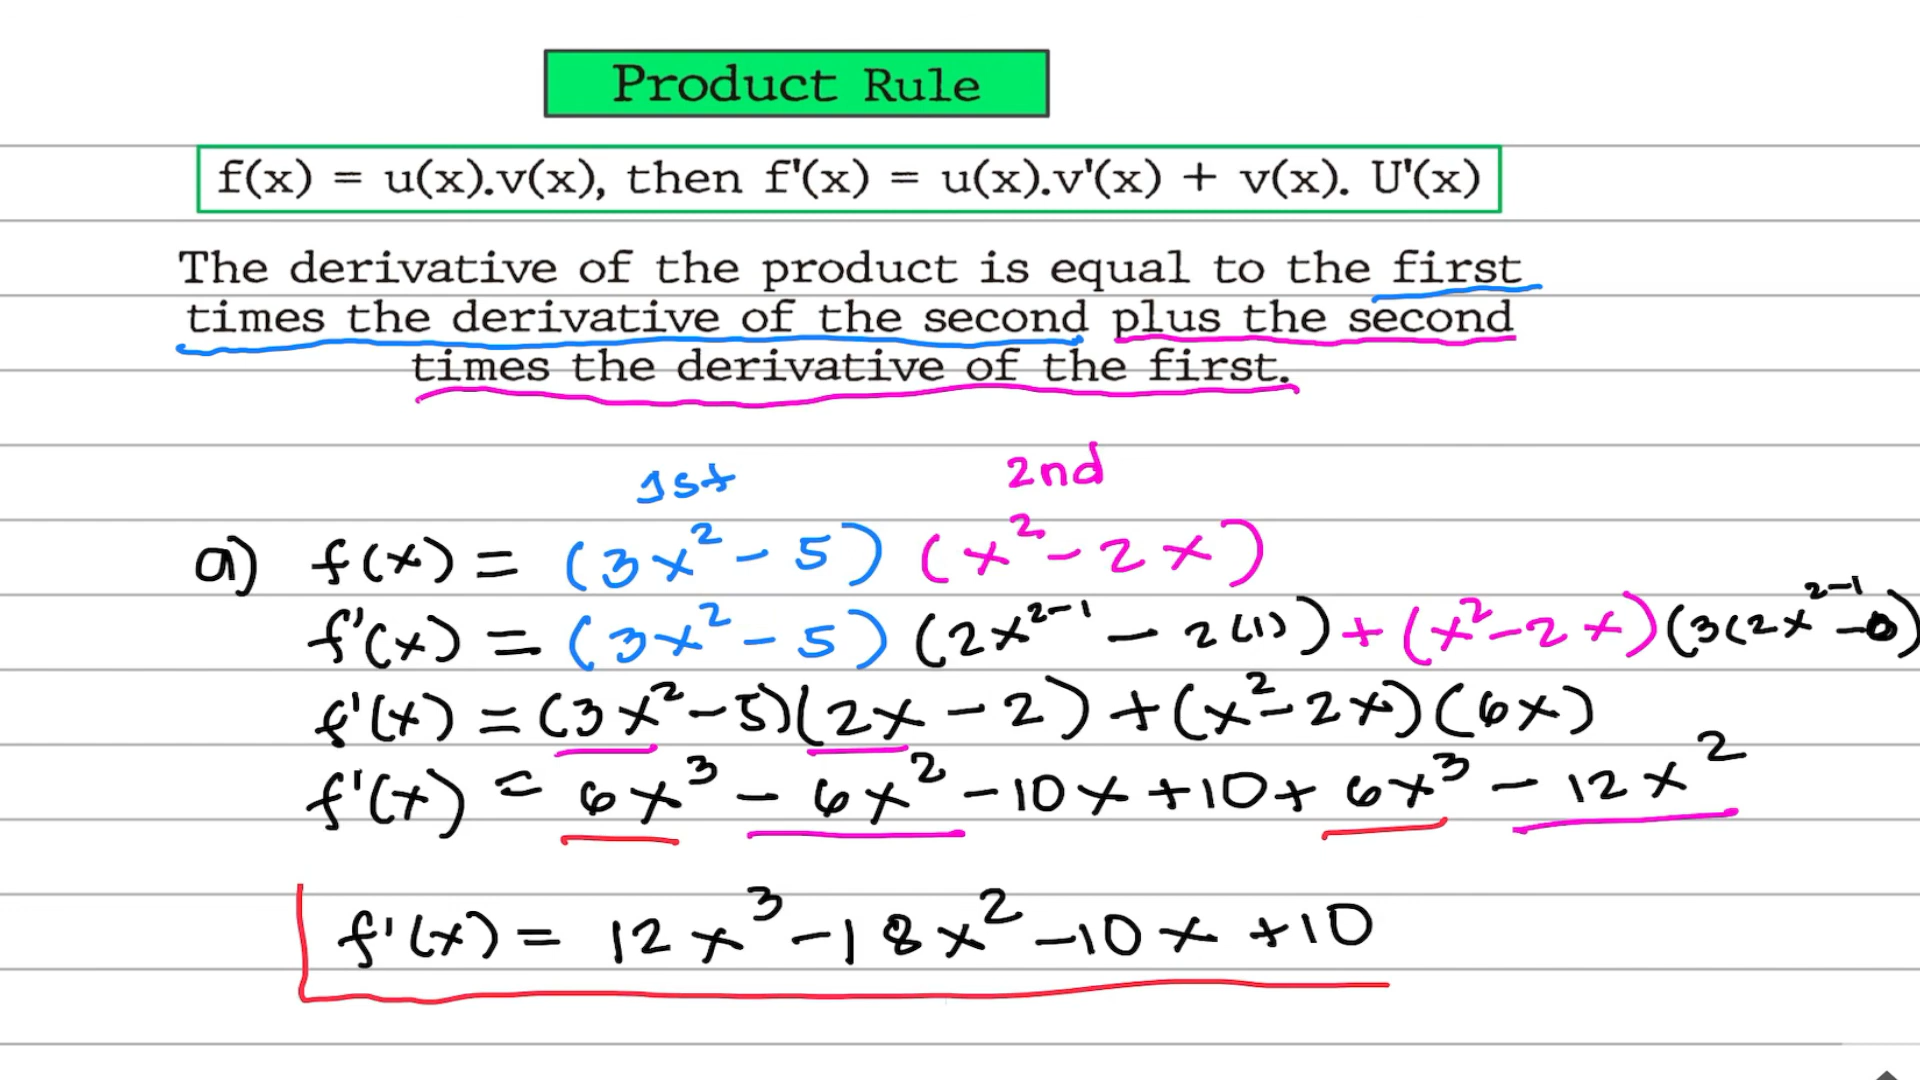 Product Rule
f(x) = u(x).v(x), then f'(x) = u(x).v'(x) + v(x). U'(x)
The derivative of the product is equal to the first
times the derivative of the second plus the second
times the derivative of the first.
1st 2nd
a) f(x) = (3x² - 5) (x² - 2x)
f'(x) = (3x² - 5) (2x²⁻¹ - 2(1)) + (x² - 2x) (3(2x²⁻¹ - 0)
f'(x) = (3x² - 5)(2x - 2) + (x² - 2x)(6x)
f'(x) = 6x³ - 6x² - 10x + 10 + 6x³ - 12x²
f'(x) = 12x³ - 18x² - 10x + 10